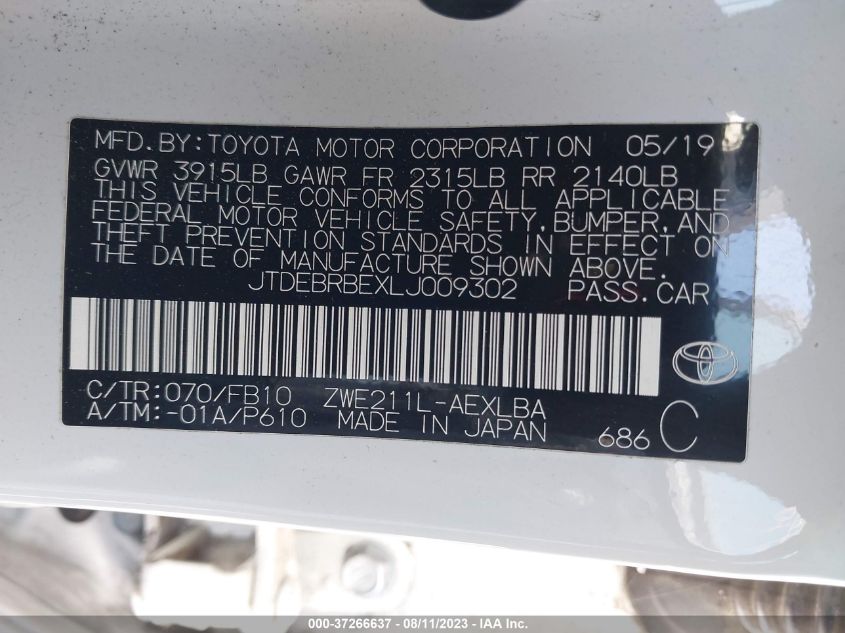 MFD.BY:TOYOTA MOTOR CORPORATION 05/19
GVWR 3915LB GAWR FR 2315LB RR 2140LB
THIS VEHICLE CONFORMS TO ALL APPLICABLE
FEDERAL MOTOR VEHICLE SAFETY,BUMPER,AND
THEFT PREVENTION STANDARDS IN EFFECT ON
THE DATE OF MANUFACTURE SHOWN ABOVE.
JTDEBRBEXLJ009302 PASS.CAR
C/TR:070/FB10 ZWE211L-AEXLBA
A/TM:-01A/P610 MADE IN JAPAN 686 C
000-37266637 - 08/11/2023 - IAA Inc.